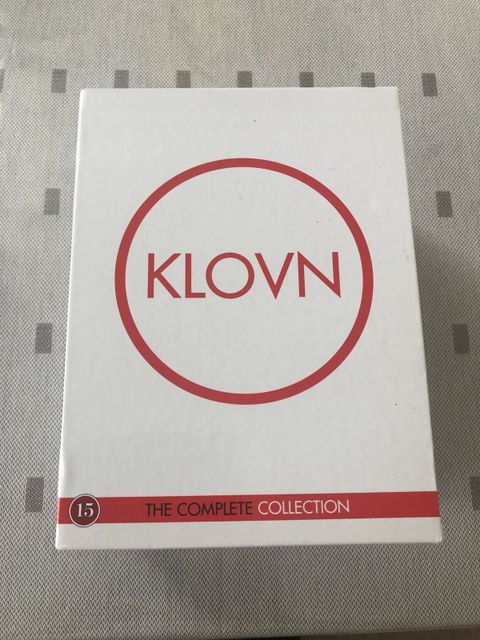 KLOVN
15 THE COMPLETE COLLECTION